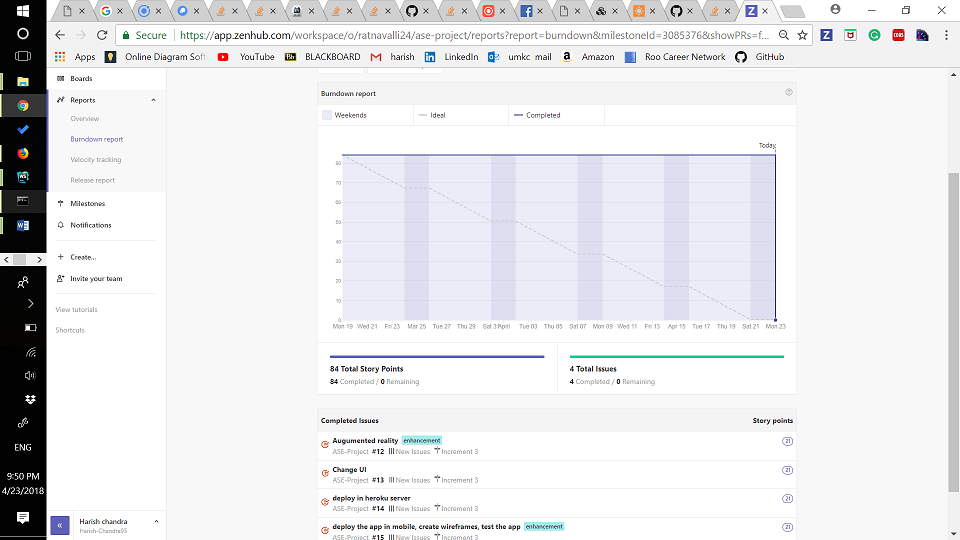 Secure https://app.zenhub.com/workspace/o/ratnavalli24/ase-project/reports?report=burndown&milestoneId=3085376&showPRs=f...
Apps Online Diagram Soft YouTube Bb BLACKBOARD harish LinkedIn umkc mail Amazon Roo Career Network GitHub
Boards
Reports
Overview
Burndown report
Velocity tracking
Release report
Milestones
Notifications
Create...
Invite your team
View tutorials
Shortcuts
Harish chandra
Harish-Chandra95
Burndown report
Weekends Ideal Completed
Today
80
70
60
50
40
30
20
10
0
Mon 19 Wed 21 Fri 23 Mar 25 Tue 27 Thu 29 Sat 31 April Tue 03 Thu 05 Sat 07 Mon 09 Wed 11 Fri 13 Apr 15 Tue 17 Thu 19 Sat 21 Mon 23
84 Total Story Points
84 Completed / 0 Remaining
4 Total Issues
4 Completed / 0 Remaining
Completed Issues Story points
Augumented reality enhancement 21
ASE-Project #12 New Issues Increment 3
Change UI 21
ASE-Project #13 New Issues Increment 3
deploy in heroku server 21
ASE-Project #14 New Issues Increment 3
deploy the app in mobile, create wireframes, test the app enhancement 21
ASE-Project #15 New Issues Increment 3
ENG
9:50 PM
4/23/2018